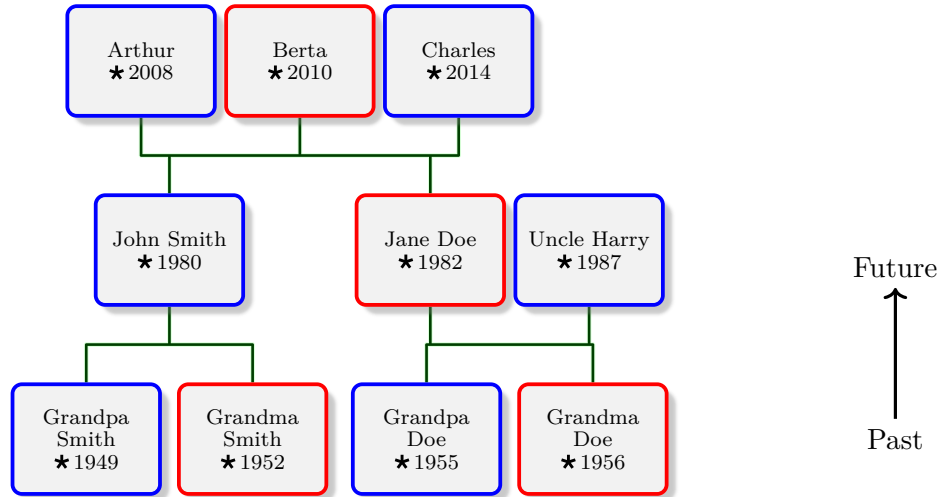 Arthur
★ 2008
Berta
★ 2010
Charles
★ 2014
John Smith
★ 1980
Jane Doe
★ 1982
Uncle Harry
★ 1987
Future
Grandpa
Smith
★ 1949
Grandma
Smith
★ 1952
Grandpa
Doe
★ 1955
Grandma
Doe
★ 1956
Past